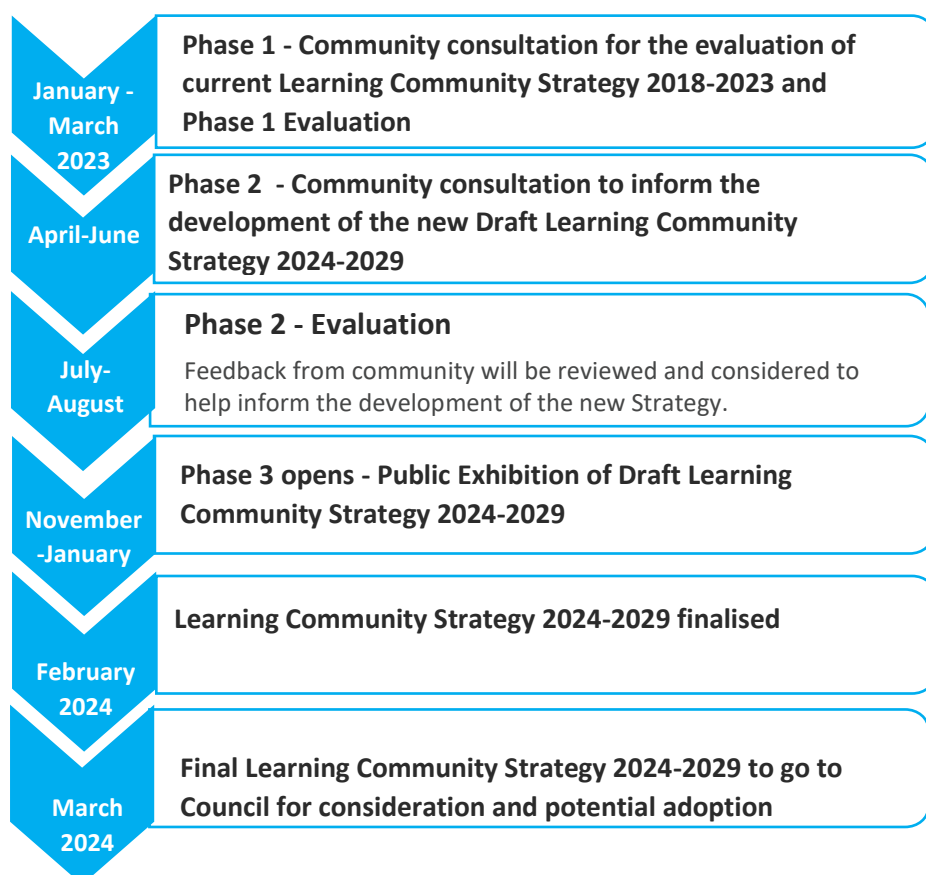 January -
March
2023
Phase 1 - Community consultation for the evaluation of
current Learning Community Strategy 2018-2023 and
Phase 1 Evaluation
April-June
Phase 2 - Community consultation to inform the
development of the new Draft Learning Community
Strategy 2024-2029
July-
August
Phase 2 - Evaluation
Feedback from community will be reviewed and considered to
help inform the development of the new Strategy.
November
-January
Phase 3 opens - Public Exhibition of Draft Learning
Community Strategy 2024-2029
February
2024
Learning Community Strategy 2024-2029 finalised
March
2024
Final Learning Community Strategy 2024-2029 to go to
Council for consideration and potential adoption